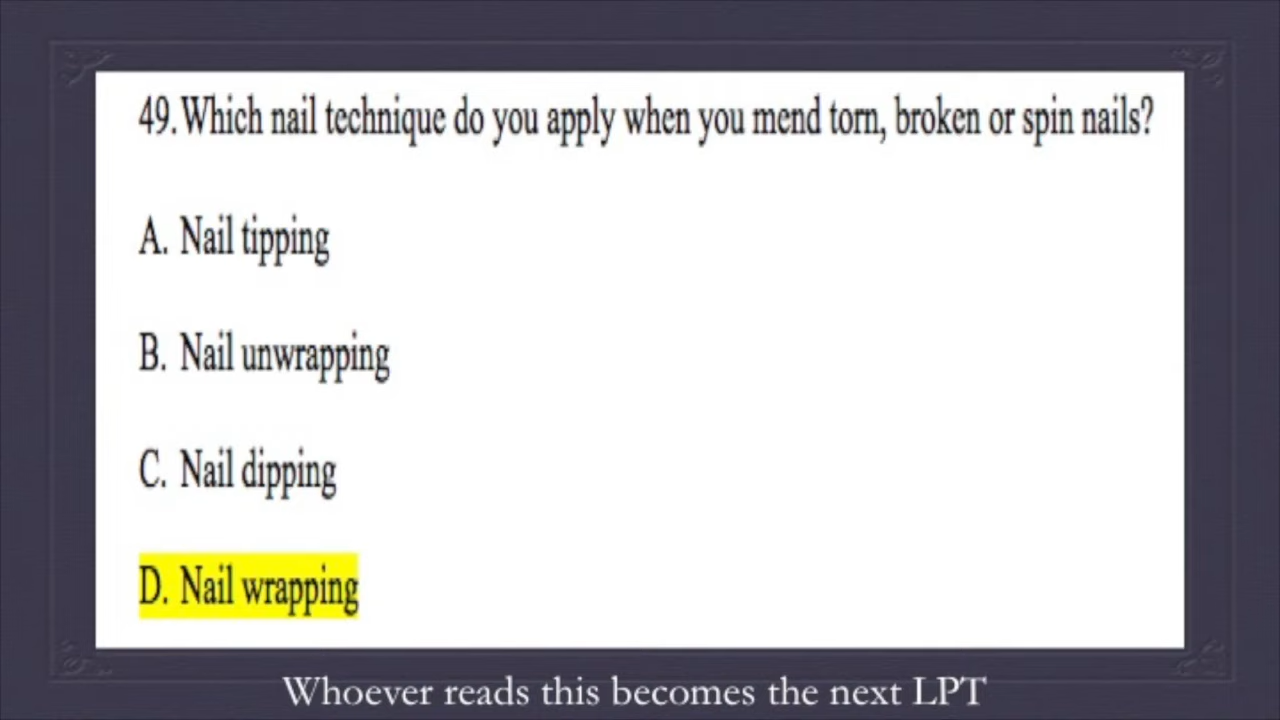 49. Which nail technique do you apply when you mend torn, broken or spin nails?
A. Nail tipping
B. Nail unwrapping
C. Nail dipping
D. Nail wrapping
Whoever reads this becomes the next LPT